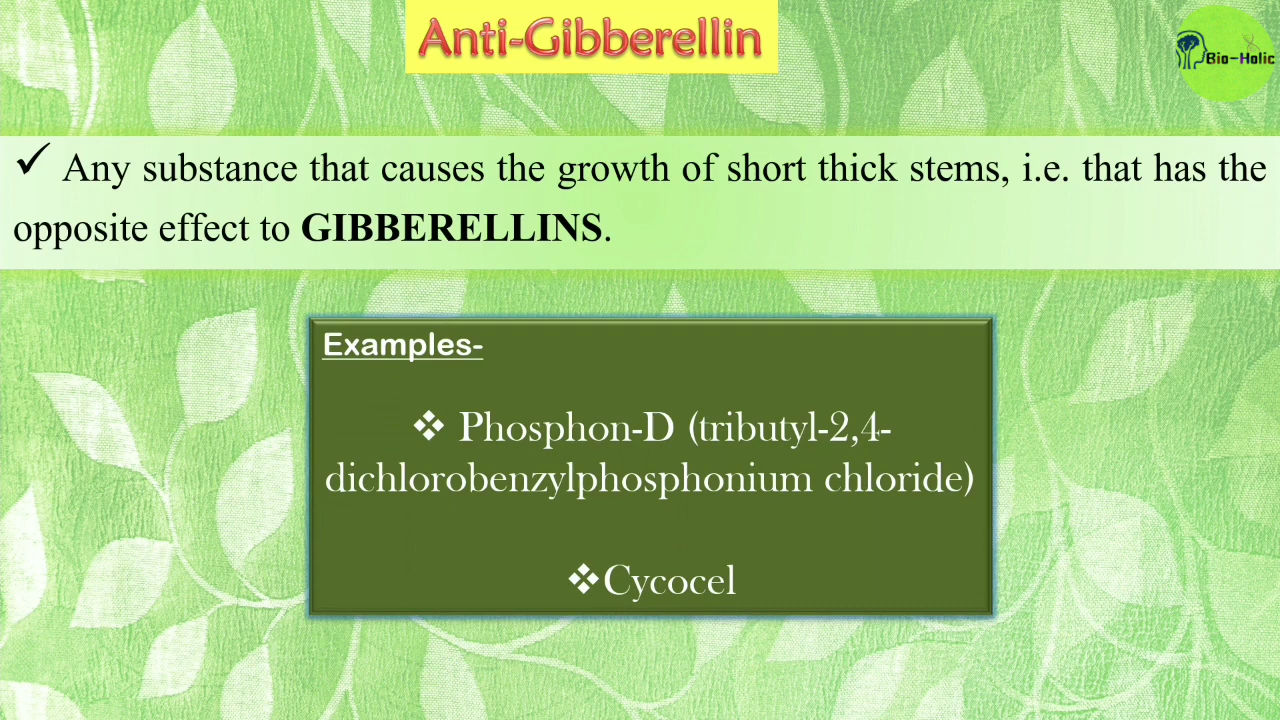 Anti-Gibberellin
Bio-Holic
✓ Any substance that causes the growth of short thick stems, i.e. that has the
opposite effect to GIBBERELLINS.
Examples-
❖ Phosphon-D (tributyl-2,4-
dichlorobenzylphosphonium chloride)
❖Cycocel